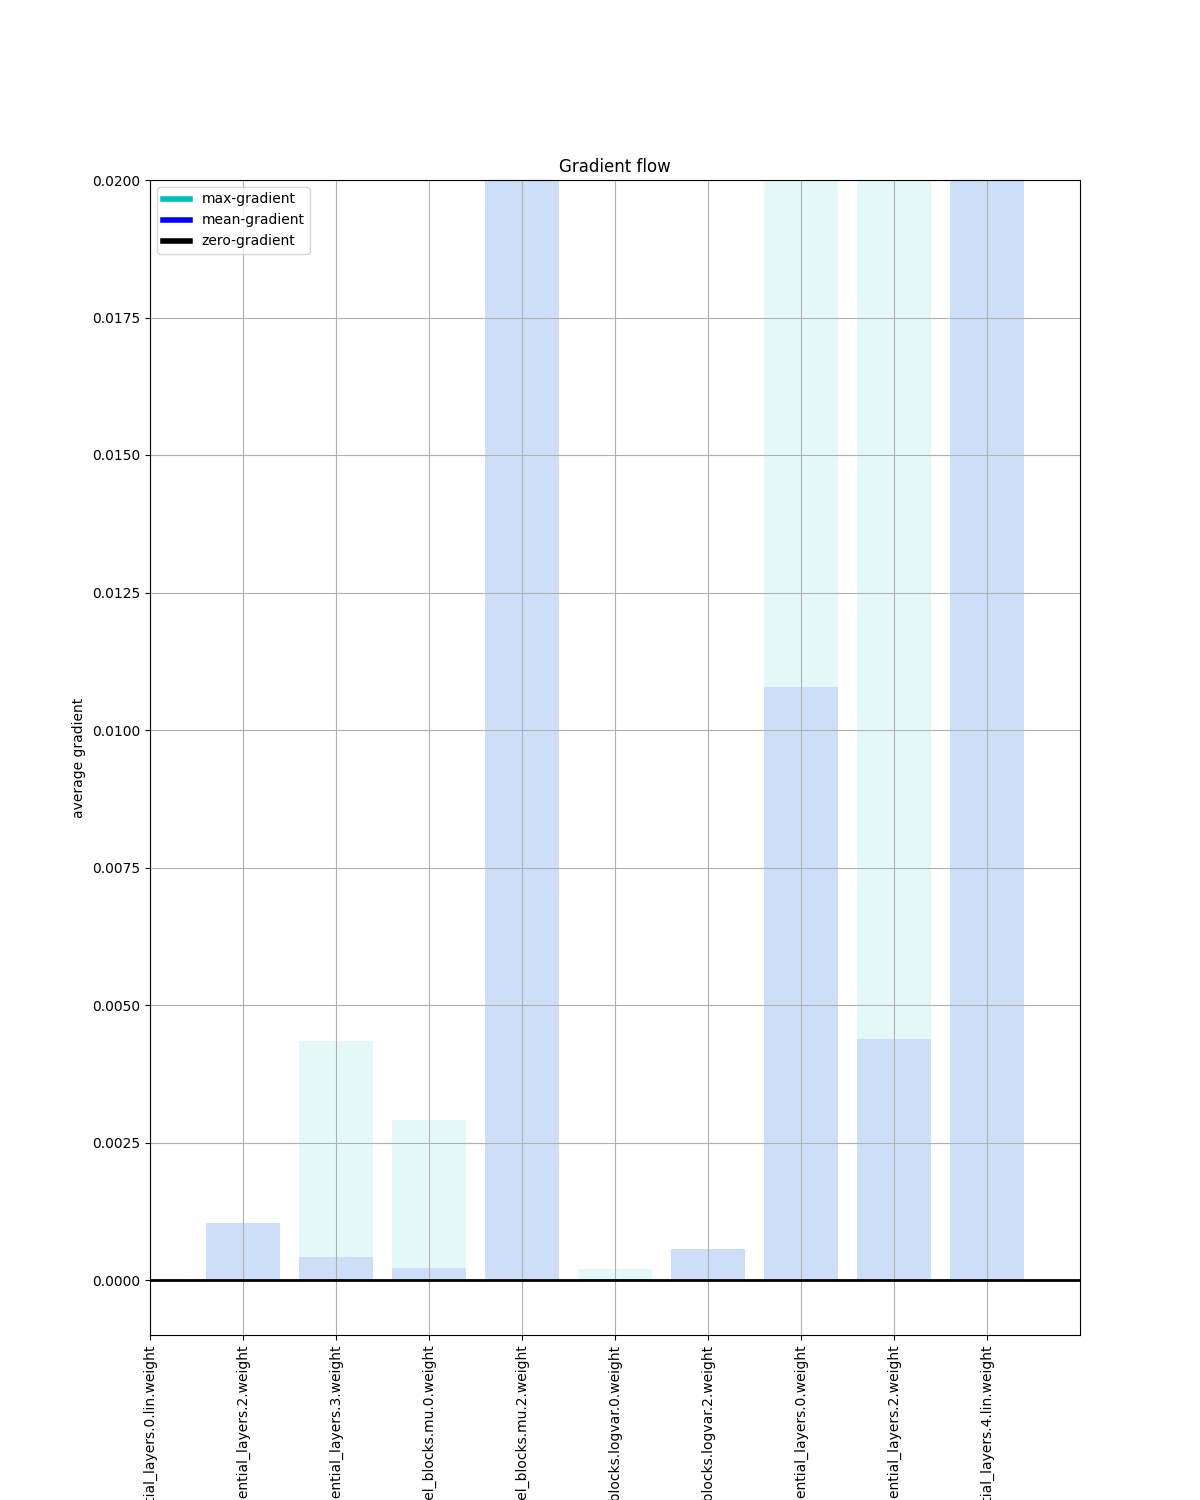 Gradient flow
max-gradient
mean-gradient
zero-gradient
average gradient
0.0200
0.0175
0.0150
0.0125
0.0100
0.0075
0.0050
0.0025
0.0000
tial_layers.0.lin.weight
ential_layers.2.weight
ential_layers.3.weight
el_blocks.mu.0.weight
el_blocks.mu.2.weight
blocks.logvar.0.weight
blocks.logvar.2.weight
ential_layers.0.weight
ential_layers.2.weight
tial_layers.4.lin.weight